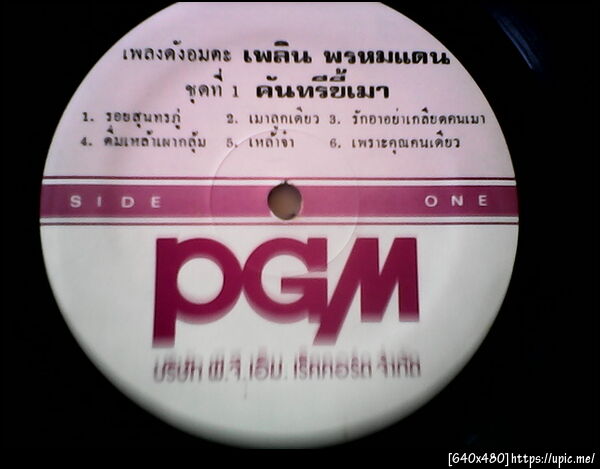 เพลงดังอมตะ เพลิน พรหมแดน
ชุดที่ 1 คันทรีขี้เมา
1. รอยสุนทรภู่ 2. เมาลูกเดียว 3. รักอาอย่าเกลียดคนเมา
4. ดื่มเหล้าเผากลุ้ม 5. เหล้าจ๋า 6. เพราะคุณคนเดียว
SIDE ONE
PGM
บริษัท พี.จี.เอ็ม. เร็คคอร์ด จำกัด
[640x480]https://upic.me/